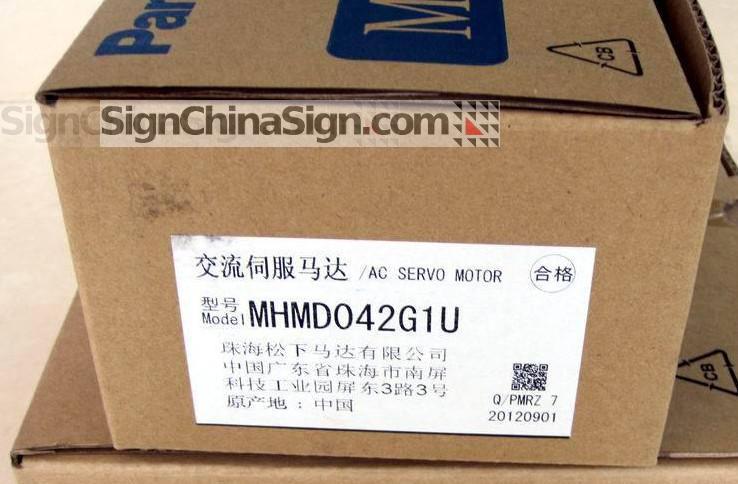 Pan
M
CB
SignChinaSign.com
交流伺服马达 /AC SERVO MOTOR 合格
型号
Model MHMD042G1U
珠海松下马达有限公司
中国广东省珠海市南屏
科技工业园屏东3路3号
原产地：中国
Q/PMRZ 7
20120901
CB